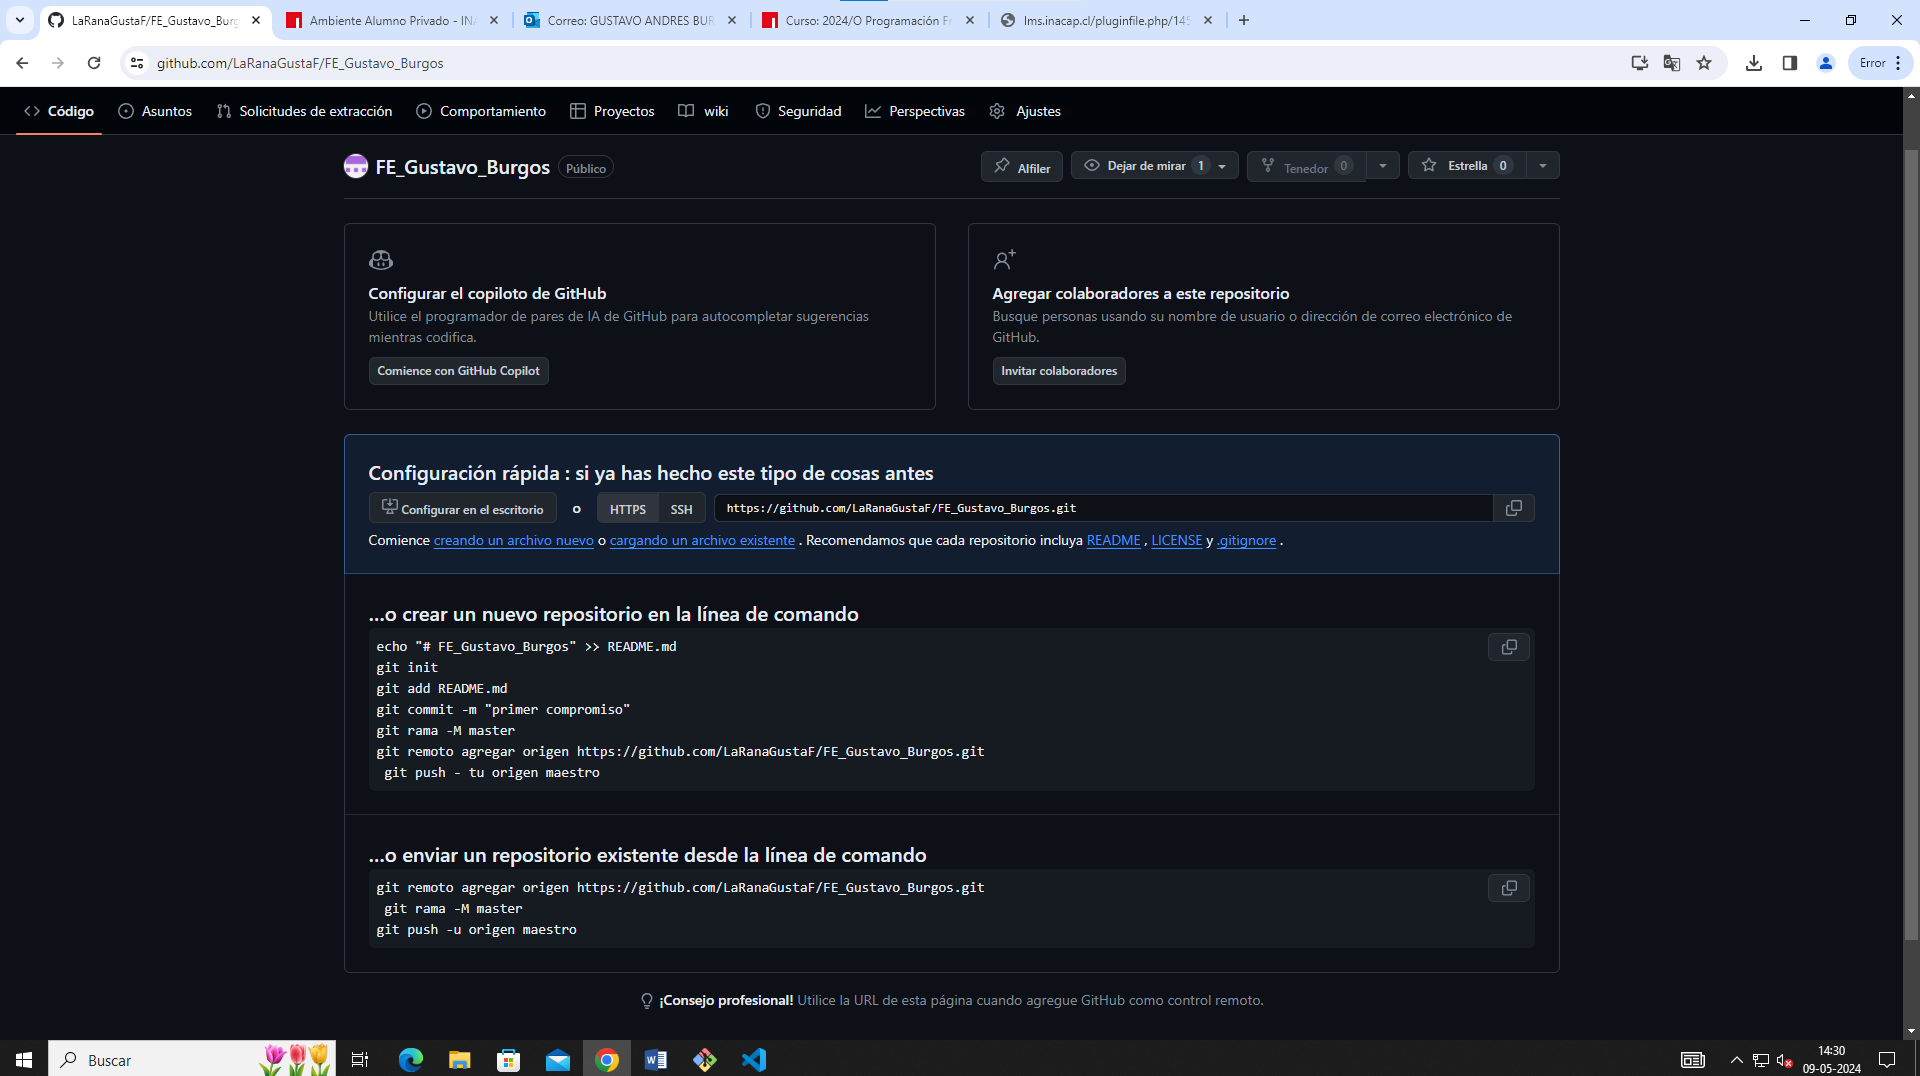 LaRanaGustaF/FE_Gustavo_Burg
Ambiente Alumno Privado - IN
Correo: GUSTAVO ANDRES BUR
Curso: 2024/O Programación Fr
lms.inacap.cl/pluginfile.php/145
github.com/LaRanaGustaF/FE_Gustavo_Burgos
Error
Código
Asuntos
Solicitudes de extracción
Comportamiento
Proyectos
wiki
Seguridad
Perspectivas
Ajustes
FE_Gustavo_Burgos
Público
Alfiler
Dejar de mirar 1
Tenedor 0
Estrella 0
Configurar el copiloto de GitHub
Utilice el programador de pares de IA de GitHub para autocompletar sugerencias
mientras codifica.
Comience con GitHub Copilot
Agregar colaboradores a este repositorio
Busque personas usando su nombre de usuario o dirección de correo electrónico de
GitHub.
Invitar colaboradores
Configuración rápida : si ya has hecho este tipo de cosas antes
Configurar en el escritorio
o
HTTPS
SSH
https://github.com/LaRanaGustaF/FE_Gustavo_Burgos.git
Comience creando un archivo nuevo o cargando un archivo existente . Recomendamos que cada repositorio incluya README , LICENSE y .gitignore .
...o crear un nuevo repositorio en la línea de comando
echo "# FE_Gustavo_Burgos" >> README.md
git init
git add README.md
git commit -m "primer compromiso"
git rama -M master
git remoto agregar origen https://github.com/LaRanaGustaF/FE_Gustavo_Burgos.git
git push - tu origen maestro
...o enviar un repositorio existente desde la línea de comando
git remoto agregar origen https://github.com/LaRanaGustaF/FE_Gustavo_Burgos.git
git rama -M master
git push -u origen maestro
¡Consejo profesional! Utilice la URL de esta página cuando agregue GitHub como control remoto.
Buscar
14:30
09-05-2024